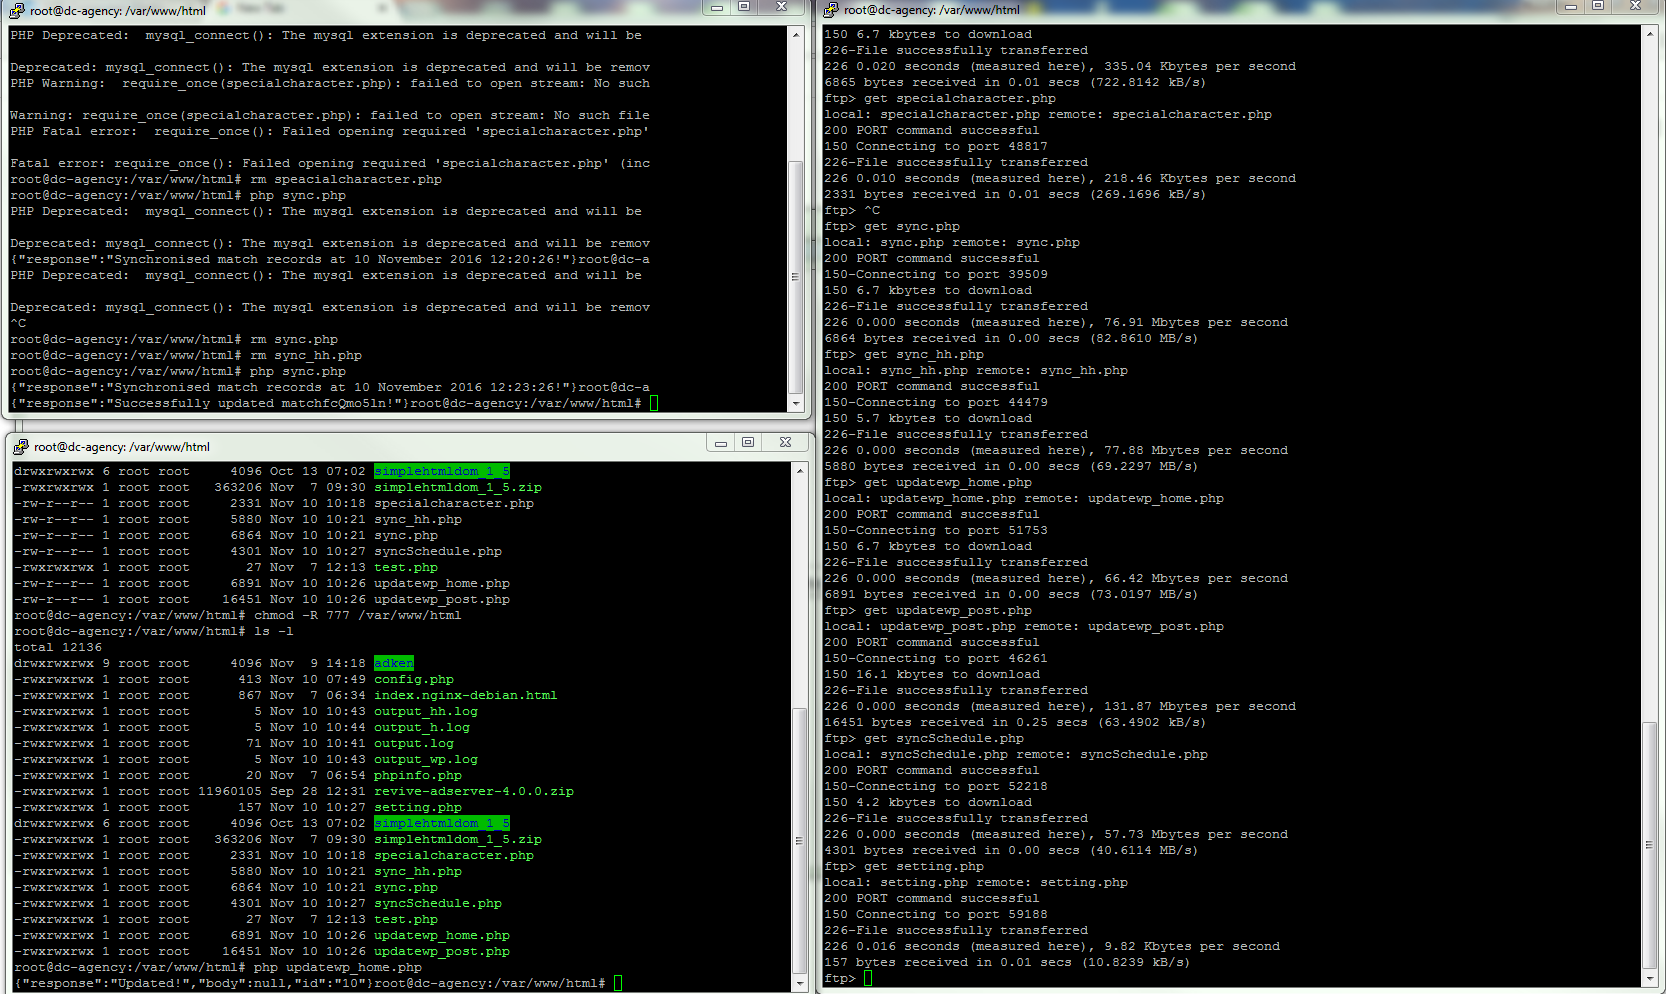 root@dc-agency: /var/www/html
PHP Deprecated:  mysql_connect(): The mysql extension is deprecated and will be
Deprecated: mysql_connect(): The mysql extension is deprecated and will be remov
PHP Warning:  require_once(specialcharacter.php): failed to open stream: No such
Warning: require_once(specialcharacter.php): failed to open stream: No such file
PHP Fatal error:  require_once(): Failed opening required 'specialcharacter.php'
Fatal error: require_once(): Failed opening required 'specialcharacter.php' (inc
root@dc-agency:/var/www/html# rm speacialcharacter.php
root@dc-agency:/var/www/html# php sync.php
PHP Deprecated:  mysql_connect(): The mysql extension is deprecated and will be
Deprecated: mysql_connect(): The mysql extension is deprecated and will be remov
{"response":"Synchronised match records at 10 November 2016 12:20:26!"}root@dc-a
PHP Deprecated:  mysql_connect(): The mysql extension is deprecated and will be
Deprecated: mysql_connect(): The mysql extension is deprecated and will be remov
^C
root@dc-agency:/var/www/html# rm sync.php
root@dc-agency:/var/www/html# rm sync_hh.php
root@dc-agency:/var/www/html# php sync.php
{"response":"Synchronised match records at 10 November 2016 12:23:26!"}root@dc-a
{"response":"Successfully updated matchfcQmo5ln!"}root@dc-agency:/var/www/html#
root@dc-agency: /var/www/html
drwxrwxrwx 6 root root     4096 Oct 13 07:02 simplehtmldom_1_5
-rwxrwxrwx 1 root root   363206 Nov  7 09:30 simplehtmldom_1_5.zip
-rw-r--r-- 1 root root     2331 Nov 10 10:18 specialcharacter.php
-rw-r--r-- 1 root root     5880 Nov 10 10:21 sync_hh.php
-rw-r--r-- 1 root root     6864 Nov 10 10:21 sync.php
-rw-r--r-- 1 root root     4301 Nov 10 10:27 syncSchedule.php
-rwxrwxrwx 1 root root       27 Nov  7 12:13 test.php
-rw-r--r-- 1 root root     6891 Nov 10 10:26 updatewp_home.php
-rw-r--r-- 1 root root    16451 Nov 10 10:26 updatewp_post.php
root@dc-agency:/var/www/html# chmod -R 777 /var/www/html
root@dc-agency:/var/www/html# ls -l
total 12136
drwxrwxrwx 9 root root     4096 Nov  9 14:18 adken
-rwxrwxrwx 1 root root      413 Nov 10 07:49 config.php
-rwxrwxrwx 1 root root      867 Nov  7 06:34 index.nginx-debian.html
-rwxrwxrwx 1 root root        5 Nov 10 10:43 output_hh.log
-rwxrwxrwx 1 root root        5 Nov 10 10:44 output_h.log
-rwxrwxrwx 1 root root       71 Nov 10 10:41 output.log
-rwxrwxrwx 1 root root        5 Nov 10 10:43 output_wp.log
-rwxrwxrwx 1 root root       20 Nov  7 06:54 phpinfo.php
-rwxrwxrwx 1 root root 11960105 Sep 28 12:31 revive-adserver-4.0.0.zip
-rwxrwxrwx 1 root root      157 Nov 10 10:27 setting.php
drwxrwxrwx 6 root root     4096 Oct 13 07:02 simplehtmldom_1_5
-rwxrwxrwx 1 root root   363206 Nov  7 09:30 simplehtmldom_1_5.zip
-rwxrwxrwx 1 root root     2331 Nov 10 10:18 specialcharacter.php
-rwxrwxrwx 1 root root     5880 Nov 10 10:21 sync_hh.php
-rwxrwxrwx 1 root root     6864 Nov 10 10:21 sync.php
-rwxrwxrwx 1 root root     4301 Nov 10 10:27 syncSchedule.php
-rwxrwxrwx 1 root root       27 Nov  7 12:13 test.php
-rwxrwxrwx 1 root root     6891 Nov 10 10:26 updatewp_home.php
-rwxrwxrwx 1 root root    16451 Nov 10 10:26 updatewp_post.php
root@dc-agency:/var/www/html# php updatewp_home.php
{"response":"Updated!","body":null,"id":"10"}root@dc-agency:/var/www/html#
root@dc-agency: /var/www/html
150 6.7 kbytes to download
226-File successfully transferred
226 0.020 seconds (measured here), 335.04 Kbytes per second
6865 bytes received in 0.01 secs (722.8142 kB/s)
ftp> get specialcharacter.php
local: specialcharacter.php remote: specialcharacter.php
200 PORT command successful
150 Connecting to port 48817
226-File successfully transferred
226 0.010 seconds (measured here), 218.46 Kbytes per second
2331 bytes received in 0.01 secs (269.1696 kB/s)
ftp> ^C
ftp> get sync.php
local: sync.php remote: sync.php
200 PORT command successful
150-Connecting to port 39509
150 6.7 kbytes to download
226-File successfully transferred
226 0.000 seconds (measured here), 76.91 Mbytes per second
6864 bytes received in 0.00 secs (82.8610 MB/s)
ftp> get sync_hh.php
local: sync_hh.php remote: sync_hh.php
200 PORT command successful
150-Connecting to port 44479
150 5.7 kbytes to download
226-File successfully transferred
226 0.000 seconds (measured here), 77.88 Mbytes per second
5880 bytes received in 0.00 secs (69.2297 MB/s)
ftp> get updatewp_home.php
local: updatewp_home.php remote: updatewp_home.php
200 PORT command successful
150-Connecting to port 51753
150 6.7 kbytes to download
226-File successfully transferred
226 0.000 seconds (measured here), 66.42 Mbytes per second
6891 bytes received in 0.00 secs (73.0197 MB/s)
ftp> get updatewp_post.php
local: updatewp_post.php remote: updatewp_post.php
200 PORT command successful
150-Connecting to port 46261
150 16.1 kbytes to download
226-File successfully transferred
226 0.000 seconds (measured here), 131.87 Mbytes per second
16451 bytes received in 0.25 secs (63.4902 kB/s)
ftp> get syncSchedule.php
local: syncSchedule.php remote: syncSchedule.php
200 PORT command successful
150-Connecting to port 52218
150 4.2 kbytes to download
226-File successfully transferred
226 0.000 seconds (measured here), 57.73 Mbytes per second
4301 bytes received in 0.00 secs (40.6114 MB/s)
ftp> get setting.php
local: setting.php remote: setting.php
200 PORT command successful
150 Connecting to port 59188
226-File successfully transferred
226 0.016 seconds (measured here), 9.82 Kbytes per second
157 bytes received in 0.01 secs (10.8239 kB/s)
ftp>